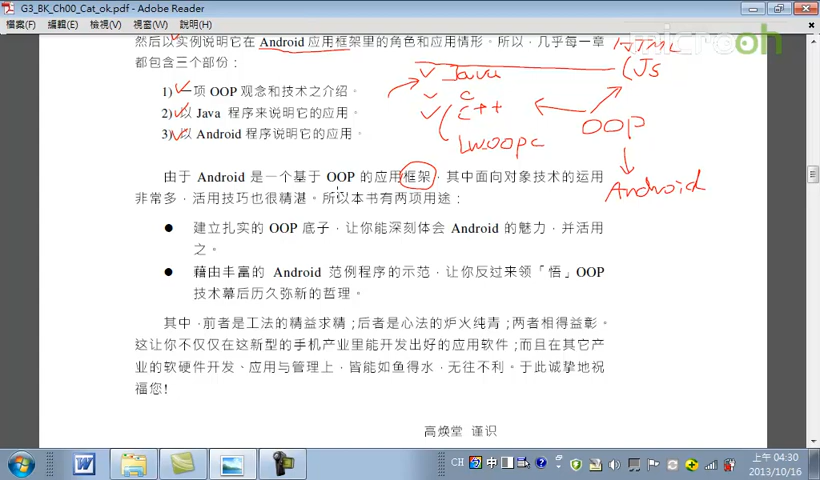 G3_BK_Ch00_Cat_ok.pdf - Adobe Reader
檔案(F) 編輯(E) 檢視(V) 視窗(W) 說明(H)
microoh
然后以实例说明它在 Android 应用框架里的角色和应用情形。所以，几乎每一章
都包含三个部份：
HTML
Java
JS
1) 一项 OOP 观念和技术之介绍。
C
2) 以 Java 程序来说明它的应用。
C++
OOP
3) 以 Android 程序说明它的应用。
LW_OOPC
由于 Android 是一个基于 OOP 的应用框架，其中面向对象技术的运用
Android
非常多，活用技巧也很精湛。所以本书有两项用途：
● 建立扎实的 OOP 底子，让你能深刻体会 Android 的魅力，并活用
之。
● 藉由丰富的 Android 范例程序的示范，让你反过来领「悟」OOP
技术幕后历久弥新的哲理。
其中，前者是工法的精益求精；后者是心法的炉火纯青；两者相得益彰。
这让你不仅仅在这新型的手机产业里能开发出好的应用软件；而且在其它产
业的软硬件开发、应用与管理上，皆能如鱼得水，无往不利。于此诚挚地祝
福您!
高焕堂 谨识
CH 中
上午 04:30
2013/10/16